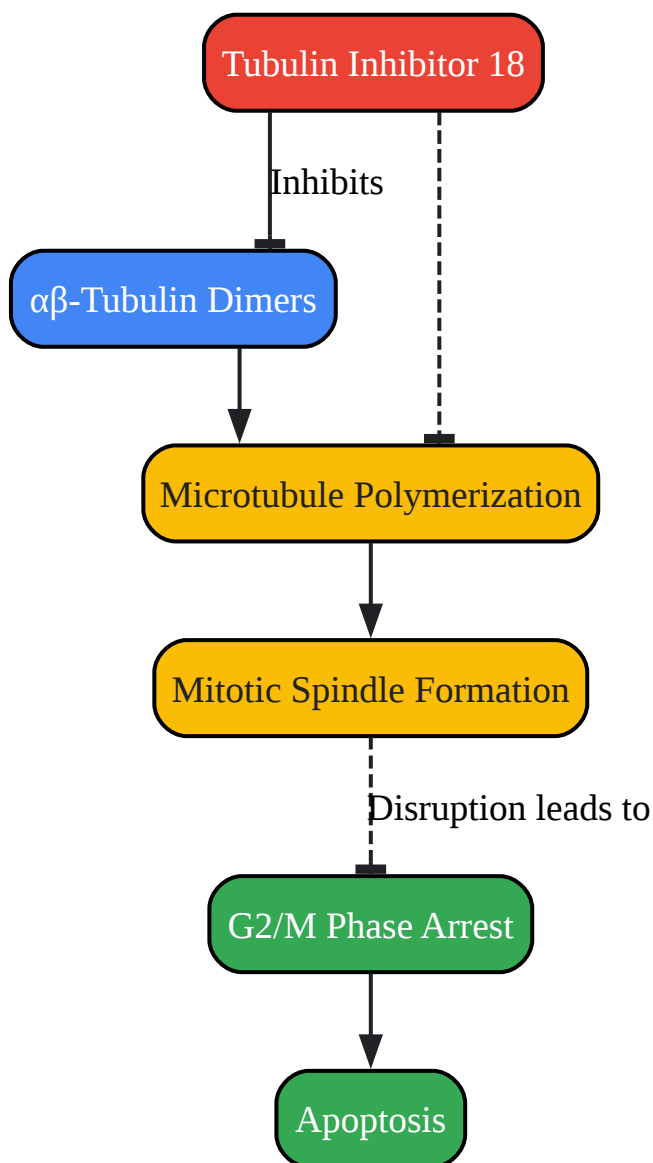 Tubulin Inhibitor 18
Inhibits
αβ-Tubulin Dimers
Microtubule Polymerization
Mitotic Spindle Formation
Disruption leads to
G2/M Phase Arrest
Apoptosis